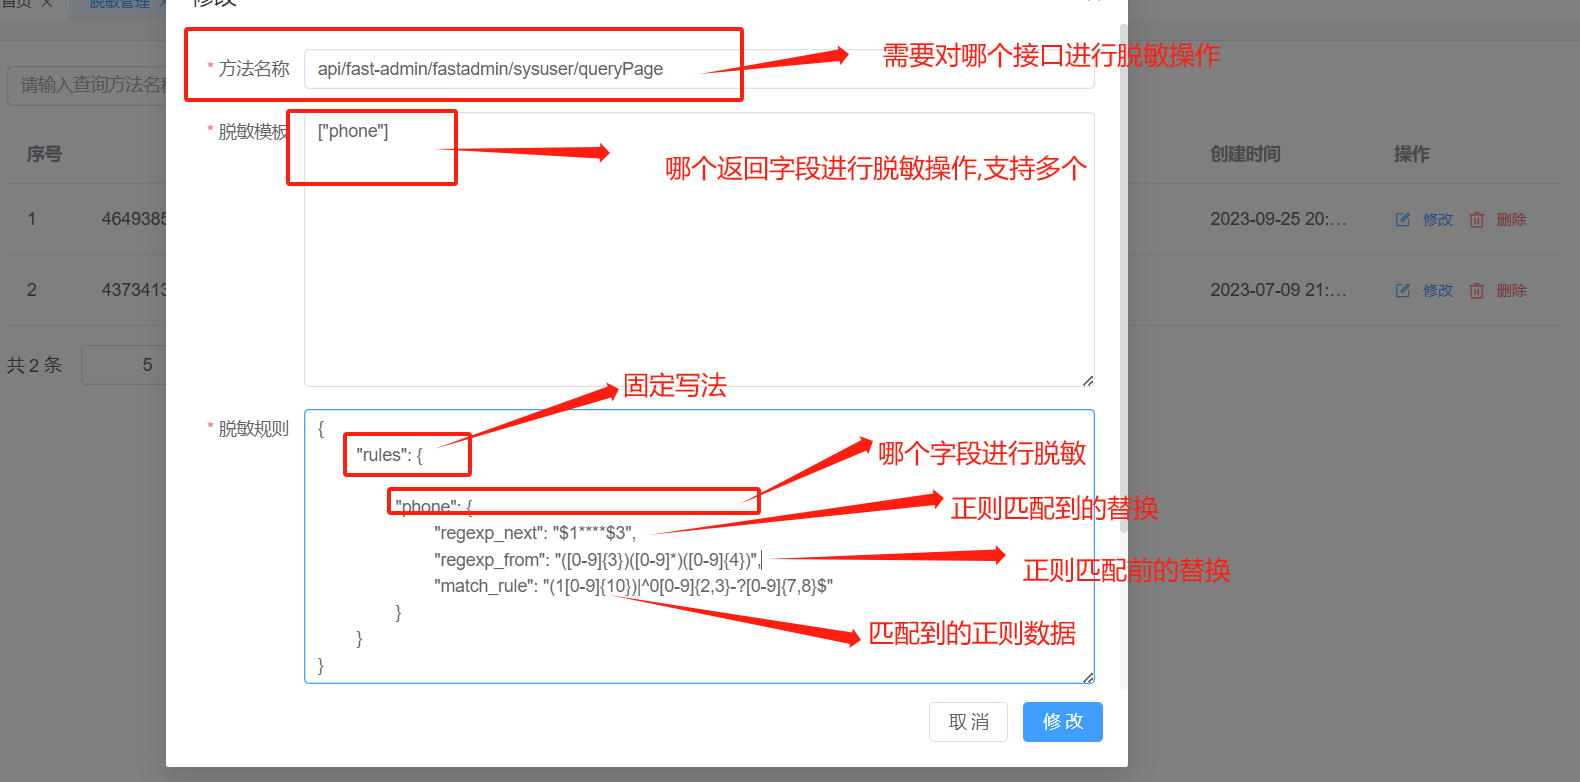 首页 ×
脱敏管理
修改
* 方法名称
api/fast-admin/fastadmin/sysuser/queryPage
需要对哪个接口进行脱敏操作
请输入查询方法名称
* 脱敏模板
["phone"]
哪个返回字段进行脱敏操作,支持多个
序号
创建时间
操作
1
4649385
2023-09-25 20:...
修改
删除
2
4373413
2023-07-09 21:...
修改
删除
共 2 条
5
固定写法
* 脱敏规则
{
"rules": {
哪个字段进行脱敏
"phone": {
正则匹配到的替换
"regexp_next": "$1****$3",
"regexp_from": "([0-9]{3})([0-9]*)([0-9]{4})",
正则匹配前的替换
"match_rule": "(1[0-9]{10})|^0[0-9]{2,3}-?[0-9]{7,8}$"
}
匹配到的正则数据
}
}
取 消
修 改